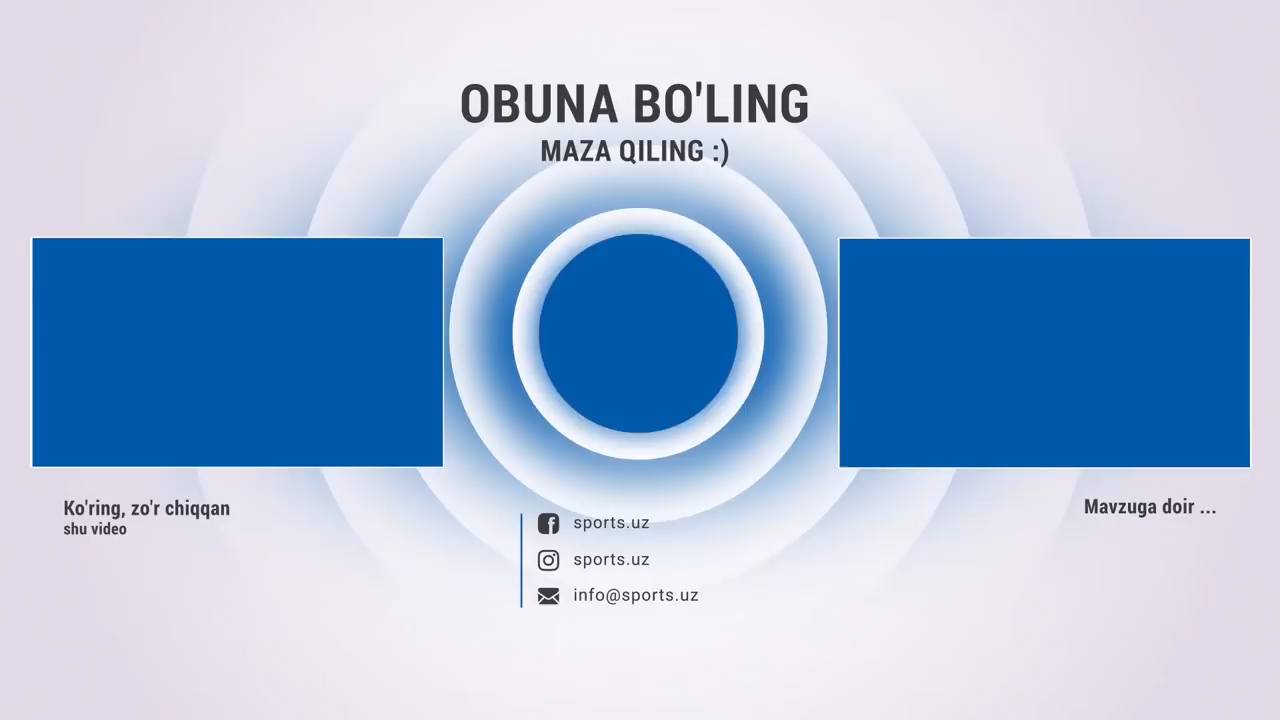 OBUNA BO'LING
MAZA QILING :)
Ko'ring, zo'r chiqqan
shu video
Mavzuga doir ...
sports.uz
sports.uz
info@sports.uz